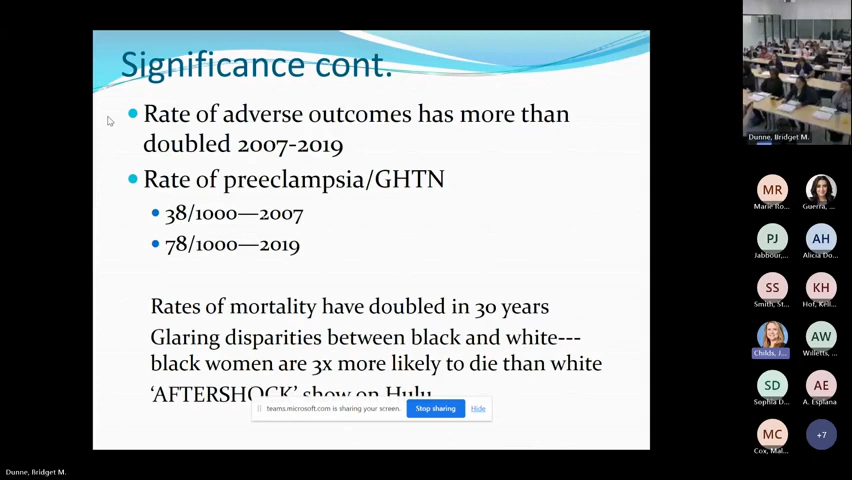 Significance cont.
Rate of adverse outcomes has more than
doubled 2007-2019
Rate of preeclampsia/GHTN
38/1000—2007
78/1000—2019
Rates of mortality have doubled in 30 years
Glaring disparities between black and white---
black women are 3x more likely to die than white
'AFTERSHOCK' show on Hulu
teams.microsoft.com is sharing your screen.
Stop sharing
Hide
Dunne, Bridget M.
MR
Marie Ro...
Guerra, ...
PJ
Jabbour,...
AH
Alicia Do...
SS
Smith, St...
KH
Hof, Kell...
Childs, J...
AW
Willetts, ...
SD
Sophia D...
AE
A. Esplana
MC
Cox, Mal...
+7
Dunne, Bridget M.